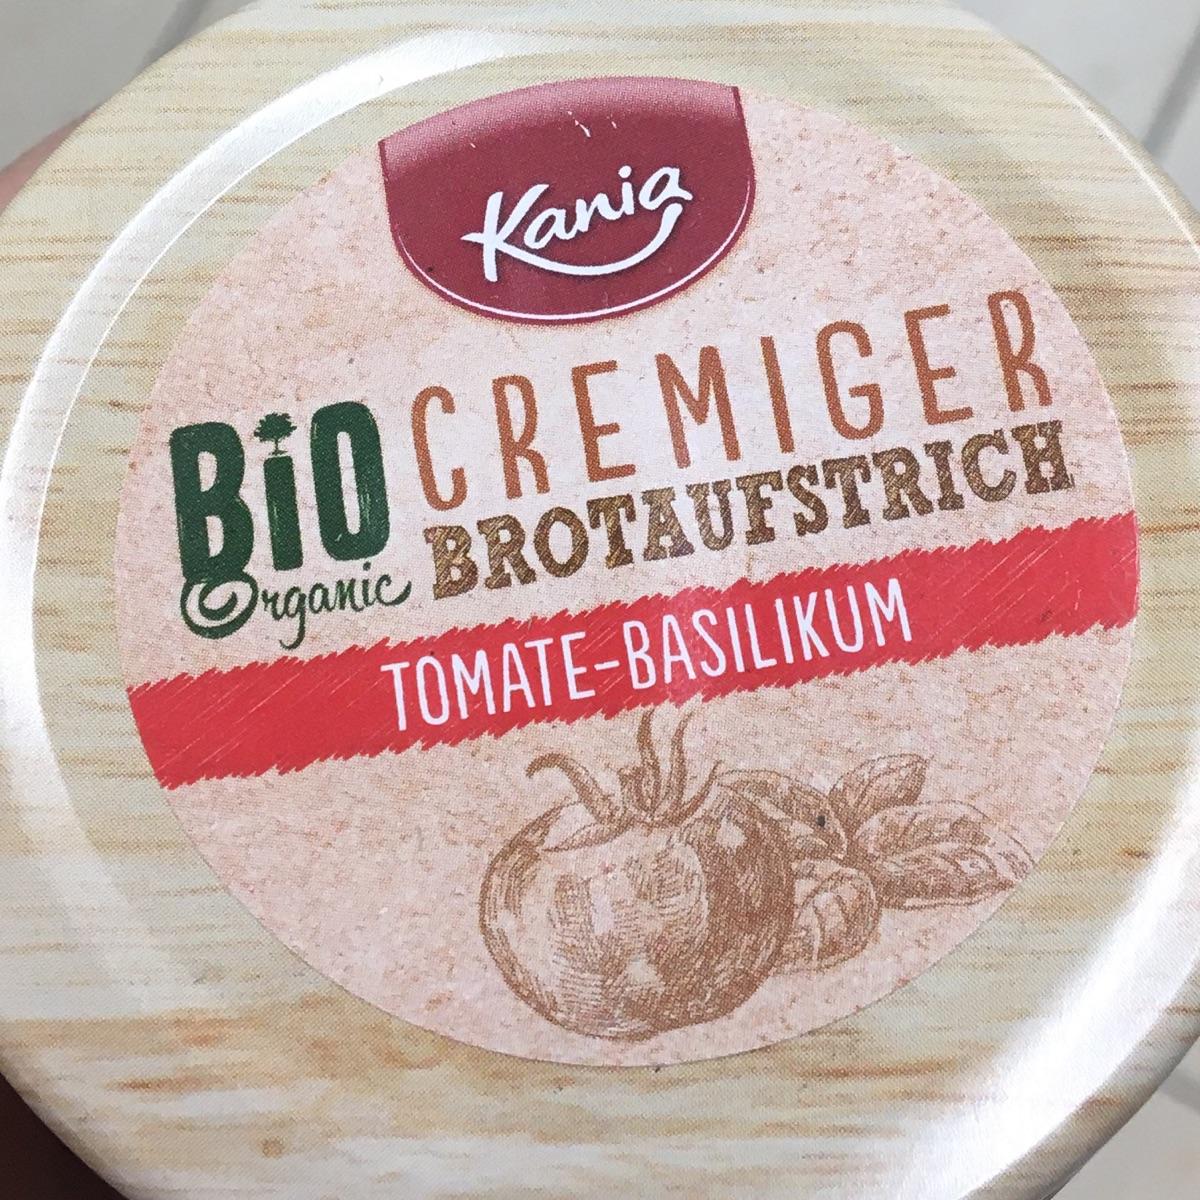 Kania
BiO
Organic
CREMIGER
BROTAUFSTRICH
TOMATE-BASILIKUM